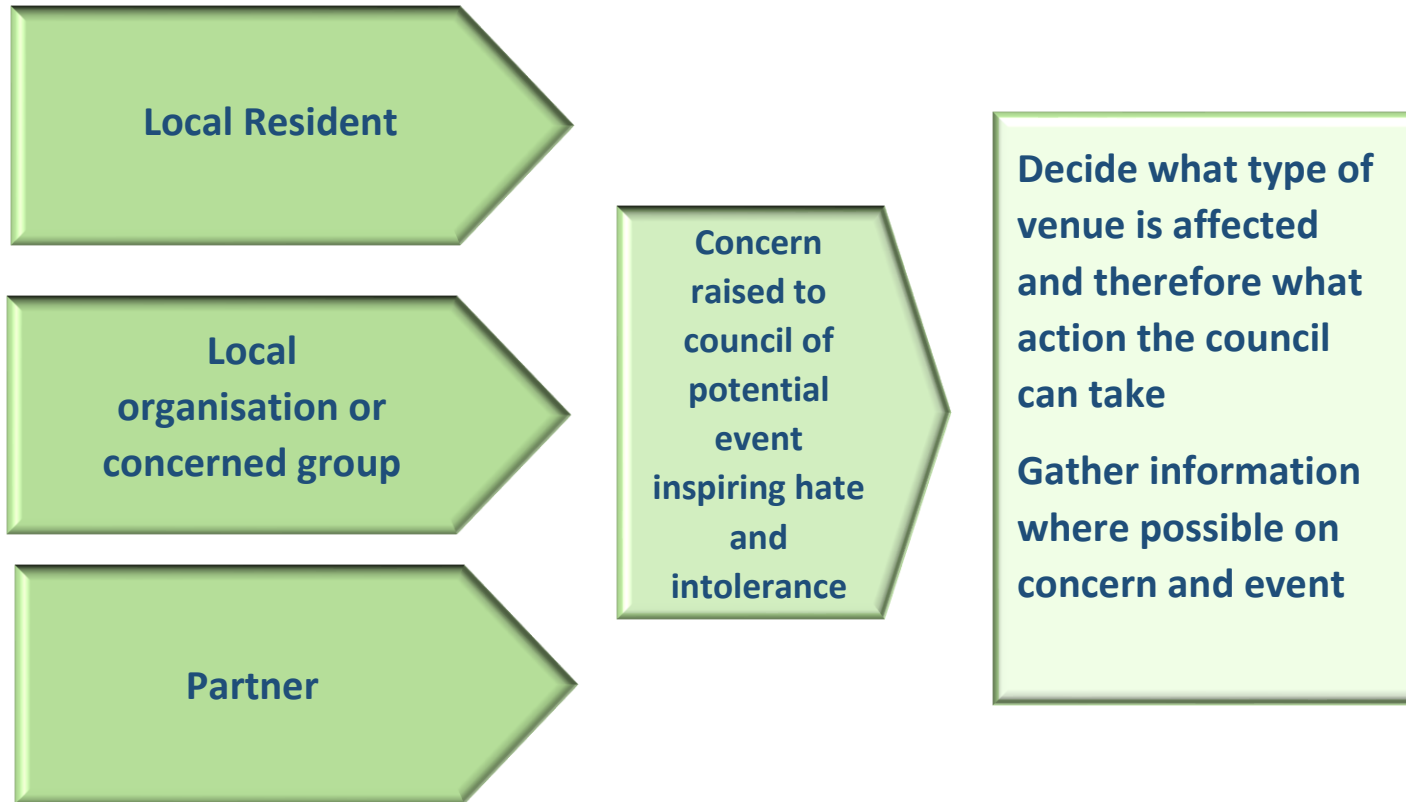 Local Resident
Local
organisation or
concerned group
Partner
Concern
raised to
council of
potential
event
inspiring hate
and
intolerance
Decide what type of
venue is affected
and therefore what
action the council
can take
Gather information
where possible on
concern and event